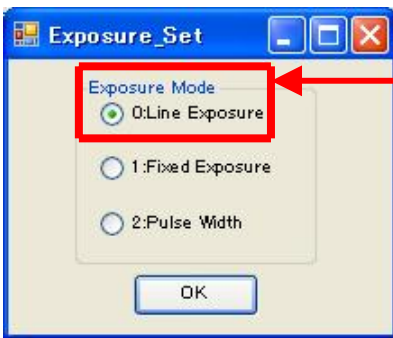 Exposure_Set
Exposure Mode
0:Line Exposure
1:Fixed Exposure
2:Pulse Width
OK